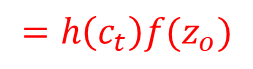 = h(c_t)f(z_o)